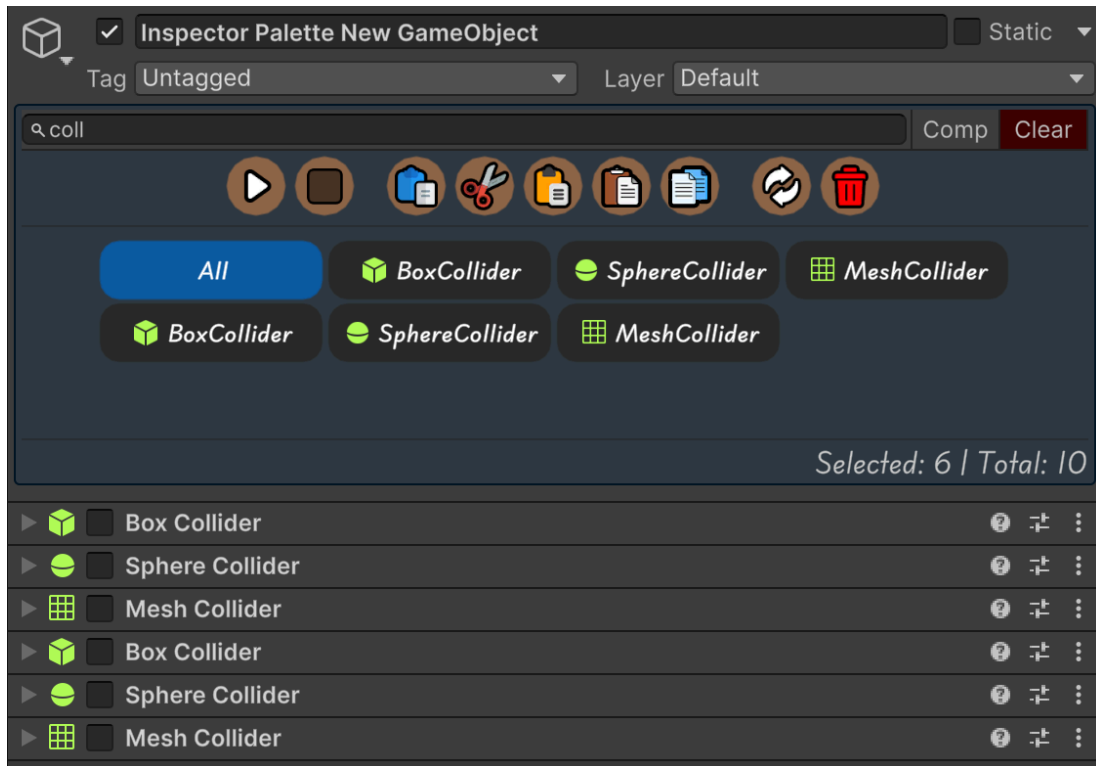 Inspector Palette New GameObject Static
Tag Untagged Layer Default
coll Comp Clear
All BoxCollider SphereCollider MeshCollider
BoxCollider SphereCollider MeshCollider
Selected: 6 | Total: 10
Box Collider
Sphere Collider
Mesh Collider
Box Collider
Sphere Collider
Mesh Collider